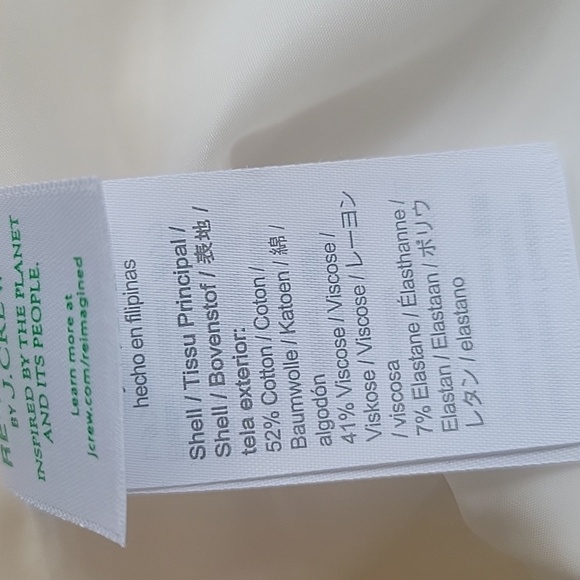 BY J.CREW
INSPIRED BY THE PLANET
AND ITS PEOPLE.
Learn more at
jcrew.com/reimagined
hecho en filipinas
Shell / Tissu Principal /
Shell / Bovenstof / 表地 /
tela exterior:
52% Cotton / Coton /
Baumwolle / Katoen / 綿 /
algodón
41% Viscose / Viscose /
Viskose / Viscose / レーヨン
/ viscosa
7% Elastane / Élasthanne /
Elastan / Elastaan / ポリウ
レタン / elastano